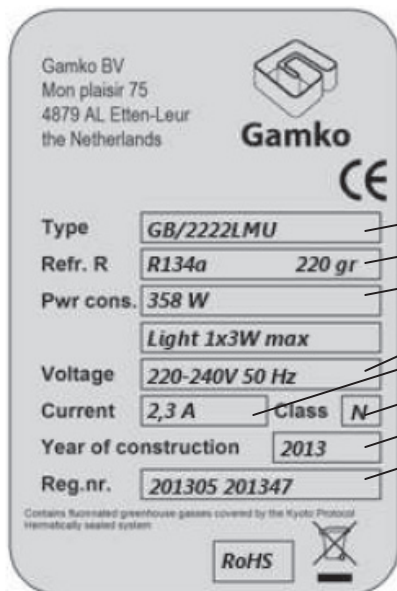 Gamko BV
Mon plaisir 75
4879 AL Etten-Leur
the Netherlands
Gamko
CE
Type GB/2222LMU
Refr. R R134a 220 gr
Pwr cons. 358 W
Light 1x3W max
Voltage 220-240V 50 Hz
Current 2,3 A Class N
Year of construction 2013
Reg.nr. 201305 201347
Contains fluorinated greenhouse gasses covered by the Kyoto Protocol
Hermatically sealed system
RoHS